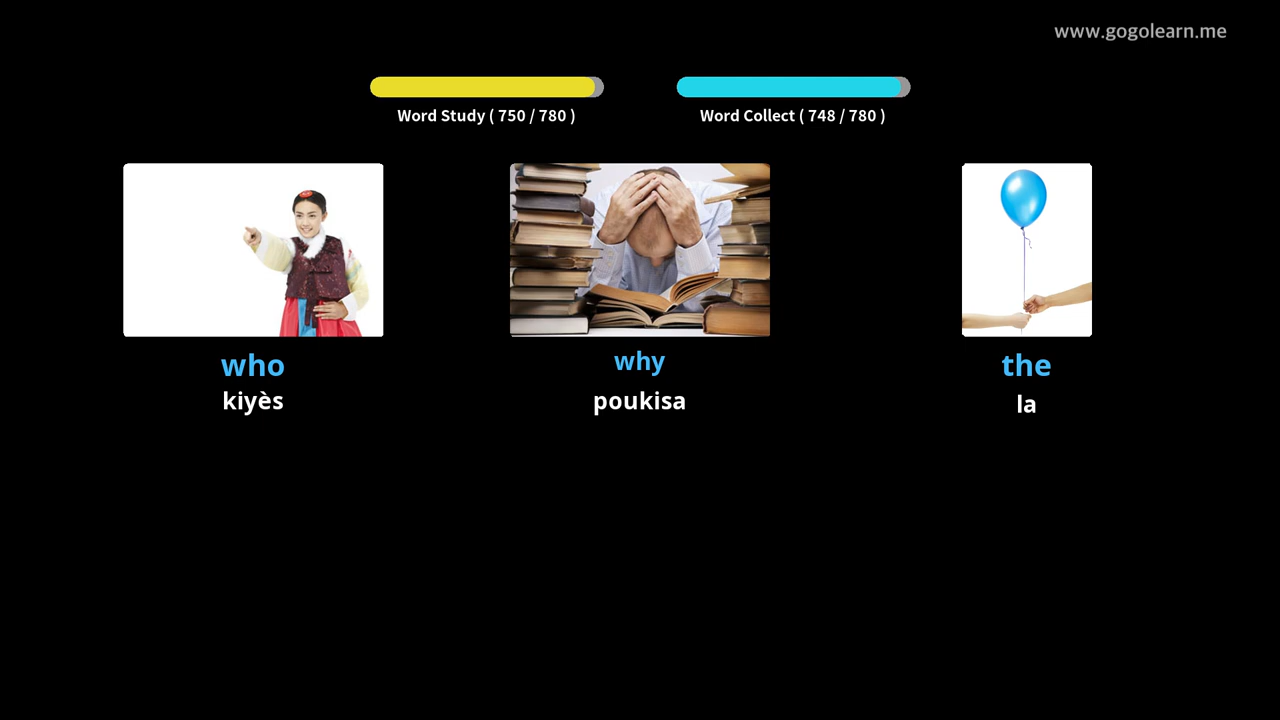 www.gogolearn.me
Word Study ( 750 / 780 )
Word Collect ( 748 / 780 )
who
kiyès
why
poukisa
the
la